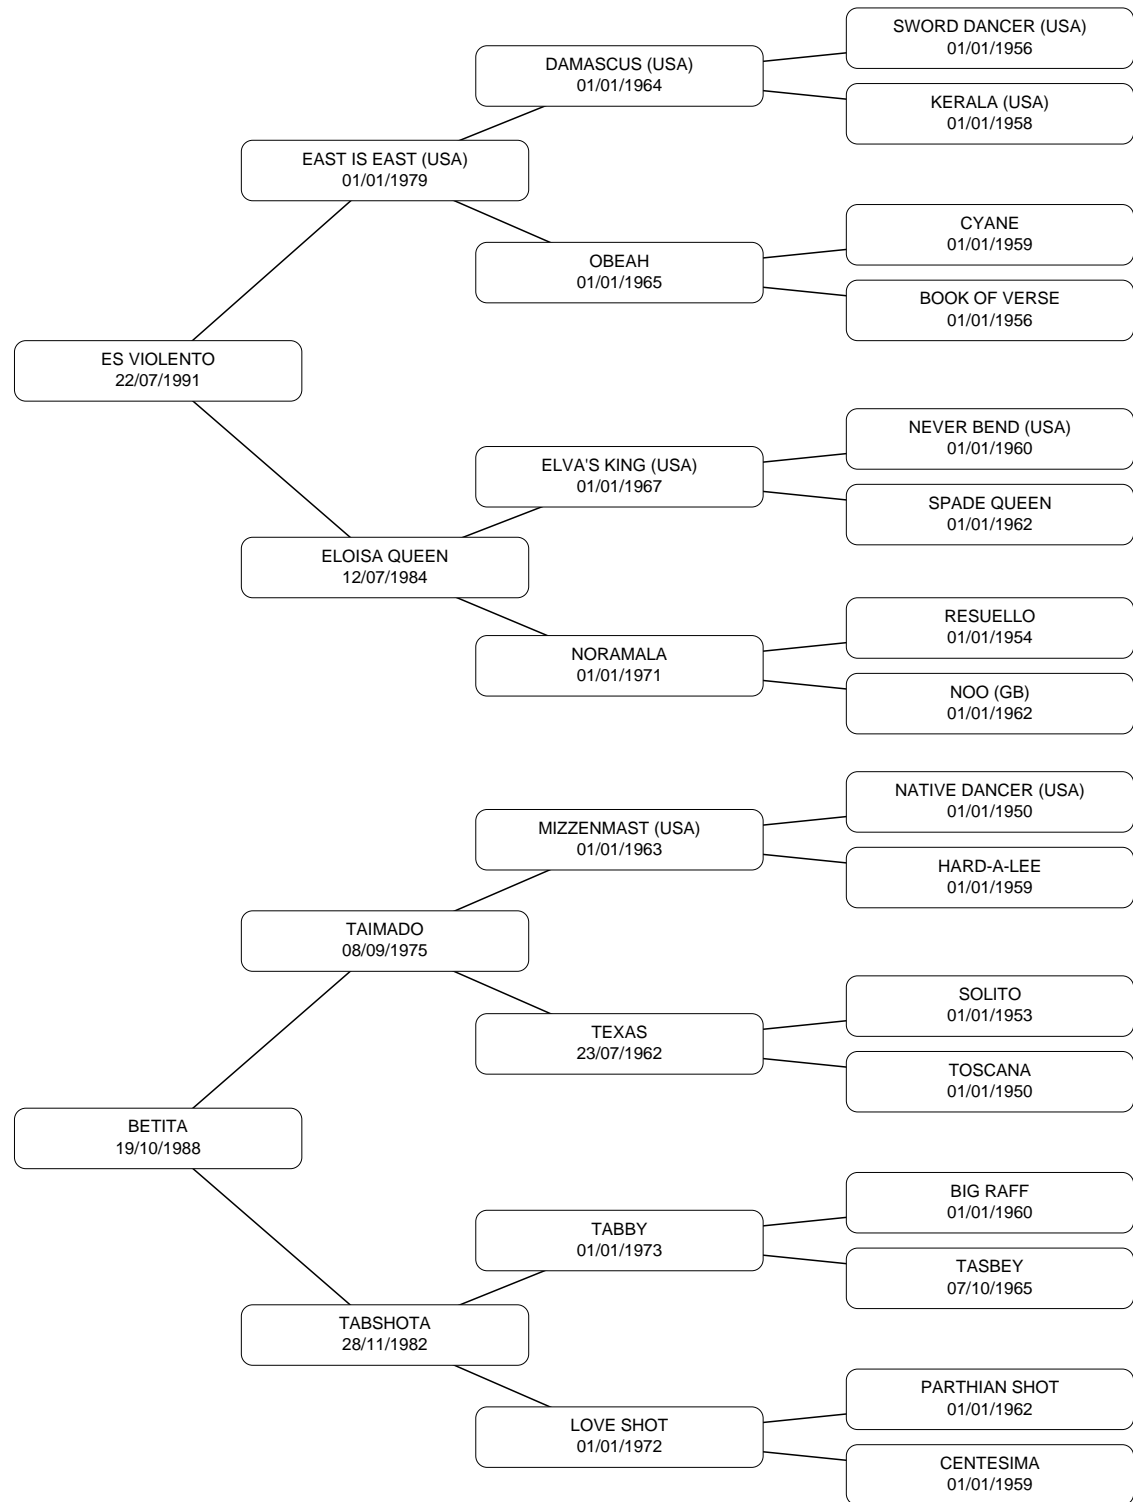 SWORD DANCER (USA)
01/01/1956
DAMASCUS (USA)
01/01/1964
KERALA (USA)
01/01/1958
EAST IS EAST (USA)
01/01/1979
CYANE
01/01/1959
OBEAH
01/01/1965
BOOK OF VERSE
01/01/1956
ES VIOLENTO
22/07/1991
NEVER BEND (USA)
01/01/1960
ELVA'S KING (USA)
01/01/1967
SPADE QUEEN
01/01/1962
ELOISA QUEEN
12/07/1984
RESUELLO
01/01/1954
NORAMALA
01/01/1971
NOO (GB)
01/01/1962
NATIVE DANCER (USA)
01/01/1950
MIZZENMAST (USA)
01/01/1963
HARD-A-LEE
01/01/1959
TAIMADO
08/09/1975
SOLITO
01/01/1953
TEXAS
23/07/1962
TOSCANA
01/01/1950
BETITA
19/10/1988
BIG RAFF
01/01/1960
TABBY
01/01/1973
TASBEY
07/10/1965
TABSHOTA
28/11/1982
PARTHIAN SHOT
01/01/1962
LOVE SHOT
01/01/1972
CENTESIMA
01/01/1959